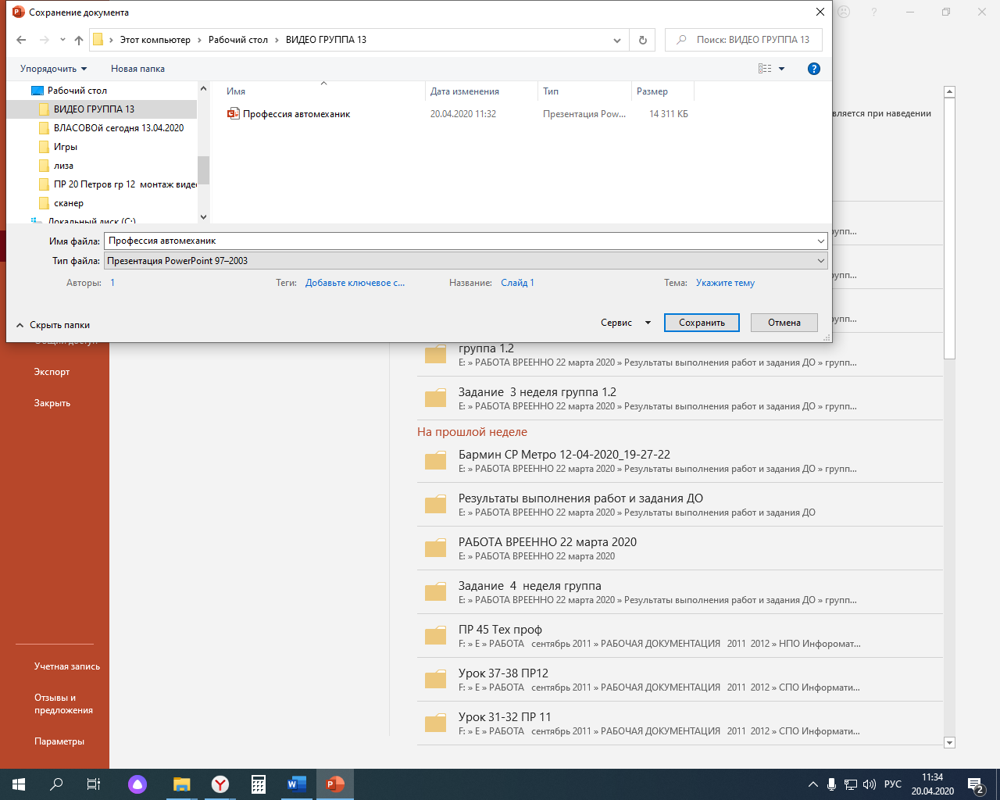 Сохранение документа
Этот компьютер > Рабочий стол > ВИДЕО ГРУППА 13
Поиск: ВИДЕО ГРУППА 13
Упорядочить
Новая папка
Рабочий стол
ВИДЕО ГРУППА 13
ВЛАСОВОй сегодня 13.04.2020
Игры
лиза
ПР 20 Петров гр 12 монтаж виде
сканер
Локальный диск (C:)
Имя
Дата изменения
Тип
Размер
Профессия автомеханик
20.04.2020 11:32
Презентация Pow...
14 311 КБ
Имя файла: Профессия автомеханик
Тип файла: Презентация PowerPoint 97–2003
Авторы: 1
Теги: Добавьте ключевое с...
Название: Слайд 1
Тема: Укажите тему
Скрыть папки
Сервис
Сохранить
Отмена
вляется при наведении
рупп...
рупп...
рупп...
Общий доступ
Экспорт
Закрыть
Учетная запись
Отзывы и
предложения
Параметры
группа 1.2
E: » РАБОТА ВРЕЕННО 22 марта 2020 » Результаты выполнения работ и задания ДО » групп...
Задание 3 неделя группа 1.2
E: » РАБОТА ВРЕЕННО 22 марта 2020 » Результаты выполнения работ и задания ДО » групп...
На прошлой неделе
Бармин СР Метро 12-04-2020_19-27-22
E: » РАБОТА ВРЕЕННО 22 марта 2020 » Результаты выполнения работ и задания ДО » групп...
Результаты выполнения работ и задания ДО
E: » РАБОТА ВРЕЕННО 22 марта 2020 » Результаты выполнения работ и задания ДО
РАБОТА ВРЕЕННО 22 марта 2020
E: » РАБОТА ВРЕЕННО 22 марта 2020
Задание 4 неделя группа
E: » РАБОТА ВРЕЕННО 22 марта 2020 » Результаты выполнения работ и задания ДО » групп...
ПР 45 Тех проф
F: » E » РАБОТА сентябрь 2011 » РАБОЧАЯ ДОКУМЕНТАЦИЯ 2011 2012 » НПО Инфоромат...
Урок 37-38 ПР12
F: » E » РАБОТА сентябрь 2011 » РАБОЧАЯ ДОКУМЕНТАЦИЯ 2011 2012 » СПО Информати...
Урок 31-32 ПР 11
F: » E » РАБОТА сентябрь 2011 » РАБОЧАЯ ДОКУМЕНТАЦИЯ 2011 2012 » СПО Информати...
РУС
11:34
20.04.2020
2